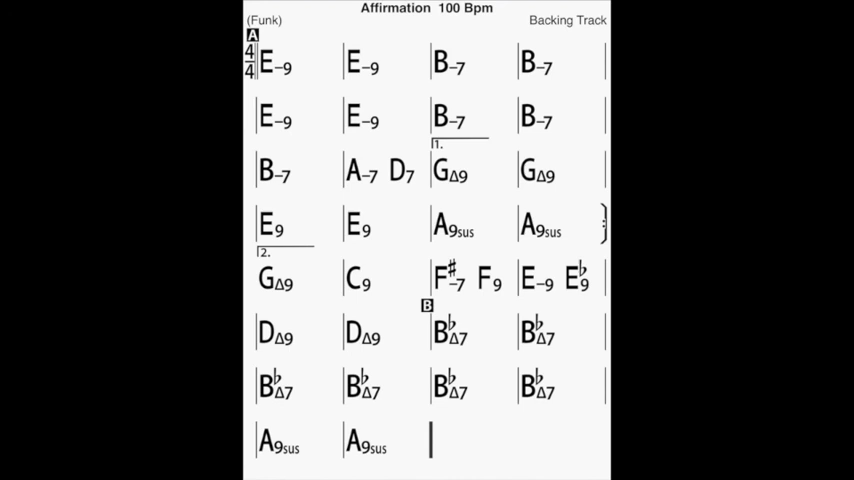 Affirmation 100 Bpm
(Funk) Backing Track
A
4/4 E–9 E–9 B–7 B–7
E–9 E–9 B–7 B–7
1.
B–7 A–7 D7 GΔ9 GΔ9
E9 E9 A9sus A9sus
2.
GΔ9 C9 F♯–7 F9 E–9 E♭9
B
DΔ9 DΔ9 B♭Δ7 B♭Δ7
B♭Δ7 B♭Δ7 B♭Δ7 B♭Δ7
A9sus A9sus